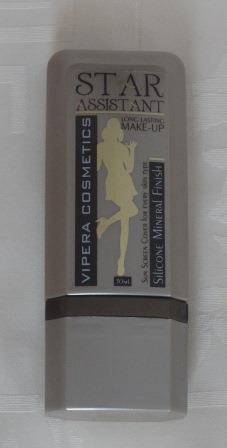 STAR
ASSISTANT
LONG LASTING
MAKE-UP
VIPERA COSMETICS
SUN SCREEN COVER FOR EVERY SKIN TYPE
SILICONE MINERAL FINISH
30ml